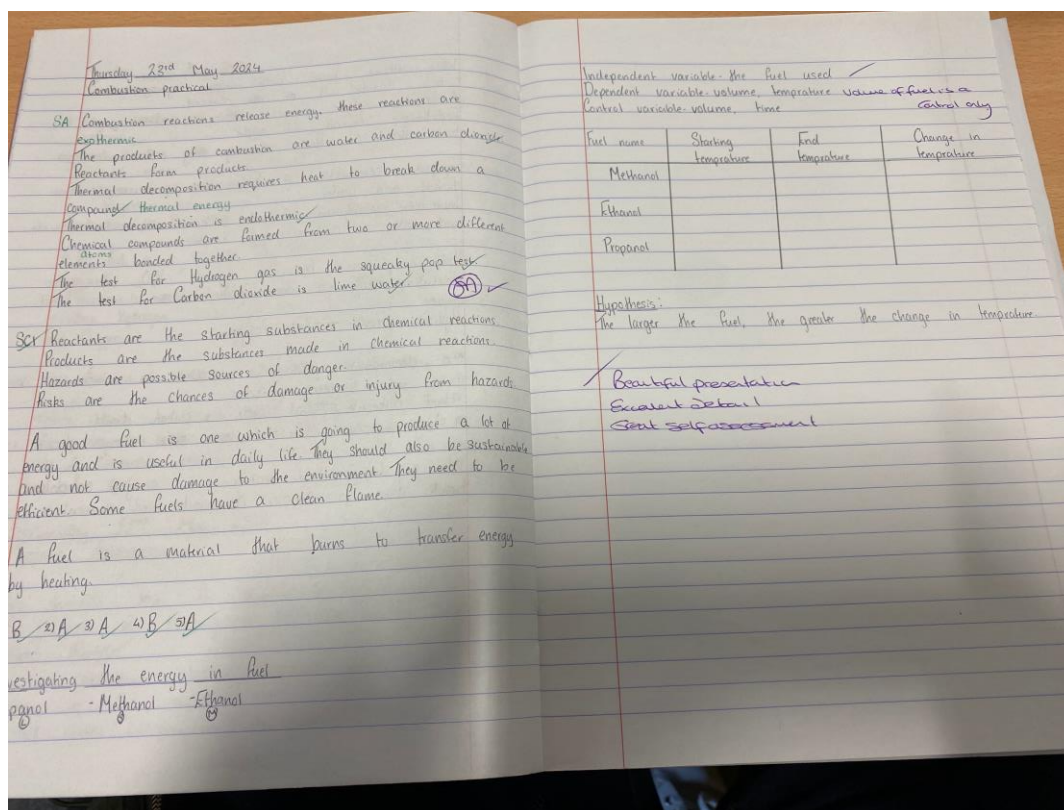 Thursday 23rd May 2024
Combustion practical
SA Combustion reactions release energy, these reactions are
exothermic
The products of combustion are water and carbon dioxide
Reactants form products
Thermal decomposition requires heat to break down a
compound thermal energy
Thermal decomposition is endothermic
Chemical compounds are formed from two or more different
elements atoms bonded together.
The test for Hydrogen gas is the squeaky pop test
The test for Carbon dioxide is lime water SA
SC1 Reactants are the starting substances in chemical reactions
Products are the substances made in chemical reactions.
Hazards are possible sources of danger
Risks are the chances of damage or injury from hazards
A good fuel is one which is going to produce a lot of
energy and is useful in daily life They should also be sustainable
and not cause damage to the environment They need to be
efficient Some fuels have a clean flame
A fuel is a material that burns to transfer energy
by heating.
B 2) A 3) A 4) B 5) A
vestigating the energy in fuel
panol - Methanol - Ethanol
L S M
Independent variable- the fuel used
Dependent variable- volume, temprature volume of fuel is a
Control variable- volume, time control only
Fuel name Starting temprature End temprature Change in temprature
Methanol
Ethanol
Propanol
Hypothesis:
The larger the fuel, the greater the change in temprature.
Beautiful presentation
Excellent detail
Great self assessment